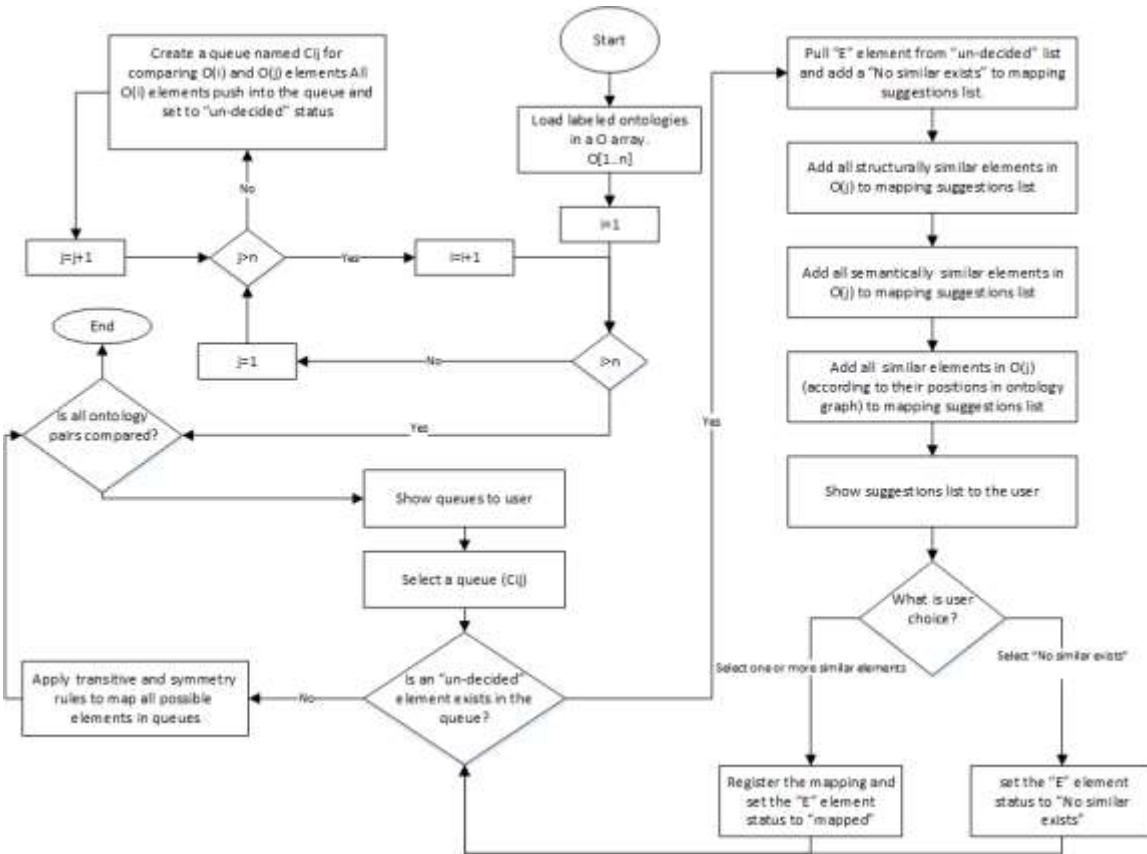 Start
Load labeled ontologies
in a O array.
O[1..n]
i=1
i>n
No
j=1
j>n
No
Create a queue named Cij for
comparing O(i) and O(j) elements All
O(i) elements push into the queue and
set to "un-decided" status
j=j+1
Yes
i=i+1
Yes
Is all ontology
pairs compared?
End
Show queues to user
Select a queue (Cij)
Is an "un-decided"
element exists in the
queue?
No
Apply transitive and symmetry
rules to map all possible
elements in queues
Yes
Pull "E" element from "un-decided" list
and add a "No similar exists" to mapping
suggestions list.
Add all structurally similar elements in
O(j) to mapping suggestions list
Add all semantically similar elements in
O(j) to mapping suggestions list
Add all similar elements in O(j)
(according to their positions in ontology
graph) to mapping suggestions list
Show suggestions list to the user
What is user
choice?
Select one or more similar elements
Select "No similar exists"
Register the mapping and
set the "E" element
status to "mapped"
set the "E" element
status to "No similar
exists"